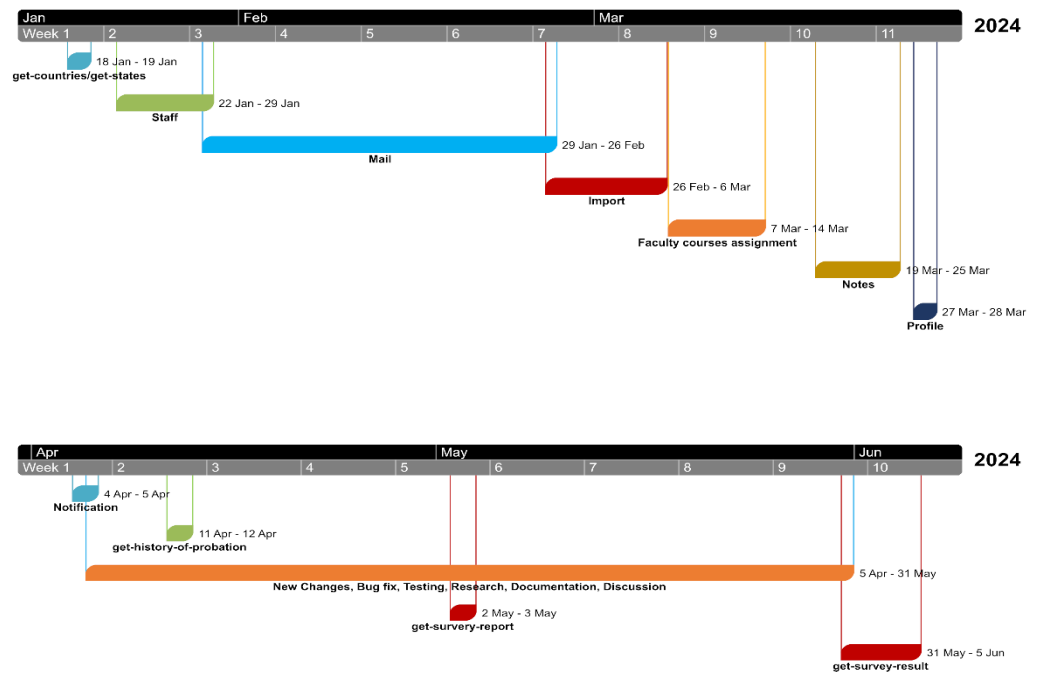 Jan Feb Mar
2024
Week 1 2 3 4 5 6 7 8 9 10 11
18 Jan - 19 Jan
get-countries/get-states
22 Jan - 29 Jan
Staff
29 Jan - 26 Feb
Mail
26 Feb - 6 Mar
Import
7 Mar - 14 Mar
Faculty courses assignment
19 Mar - 25 Mar
Notes
27 Mar - 28 Mar
Profile
Apr May Jun
2024
Week 1 2 3 4 5 6 7 8 9 10
4 Apr - 5 Apr
Notification
11 Apr - 12 Apr
get-history-of-probation
5 Apr - 31 May
New Changes, Bug fix, Testing, Research, Documentation, Discussion
2 May - 3 May
get-survery-report
31 May - 5 Jun
get-survey-result